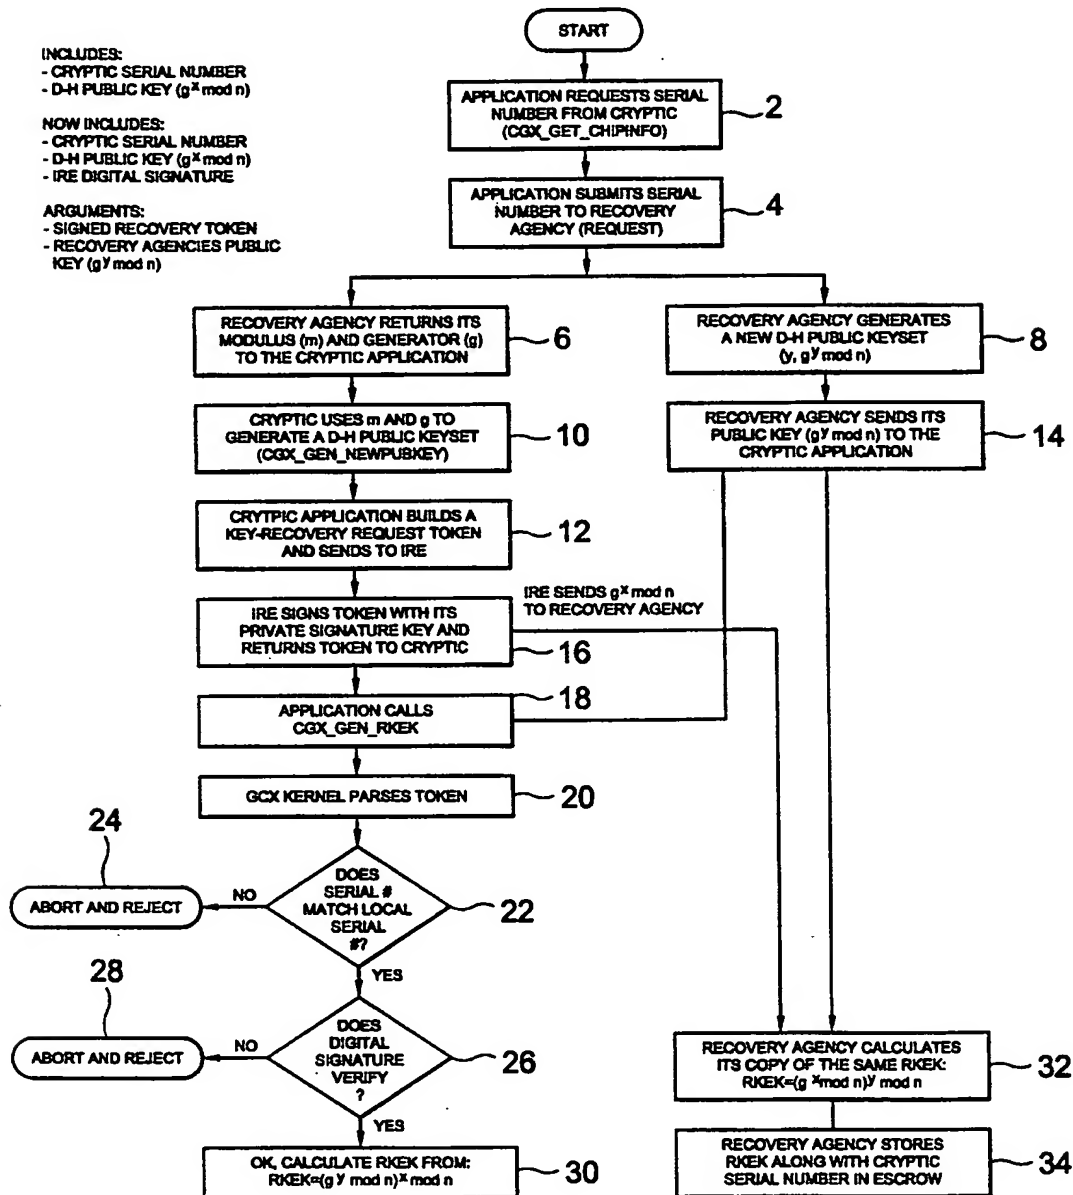 START
INCLUDES:
- CRYPTIC SERIAL NUMBER
- D-H PUBLIC KEY (g^x mod n)
NOW INCLUDES:
- CRYPTIC SERIAL NUMBER
- D-H PUBLIC KEY (g^x mod n)
- IRE DIGITAL SIGNATURE
ARGUMENTS:
- SIGNED RECOVERY TOKEN
- RECOVERY AGENCIES PUBLIC
KEY (g^y mod n)
APPLICATION REQUESTS SERIAL
NUMBER FROM CRYPTIC
(CGX_GET_CHIPINFO)
2
APPLICATION SUBMITS SERIAL
NUMBER TO RECOVERY
AGENCY (REQUEST)
4
RECOVERY AGENCY RETURNS ITS
MODULUS (m) AND GENERATOR (g)
TO THE CRYPTIC APPLICATION
6
RECOVERY AGENCY GENERATES
A NEW D-H PUBLIC KEYSET
(y, g^y mod n)
8
CRYPTIC USES m AND g TO
GENERATE A D-H PUBLIC KEYSET
(CGX_GEN_NEWPUBKEY)
10
RECOVERY AGENCY SENDS ITS
PUBLIC KEY (g^y mod n) TO THE
CRYPTIC APPLICATION
14
CRYTPIC APPLICATION BUILDS A
KEY-RECOVERY REQUEST TOKEN
AND SENDS TO IRE
12
IRE SENDS g^x mod n
TO RECOVERY AGENCY
IRE SIGNS TOKEN WITH ITS
PRIVATE SIGNATURE KEY AND
RETURNS TOKEN TO CRYPTIC
16
APPLICATION CALLS
CGX_GEN_RKEK
18
GCX KERNEL PARSES TOKEN
20
DOES
SERIAL #
MATCH LOCAL
SERIAL
#?
22
NO
24
ABORT AND REJECT
YES
DOES
DIGITAL
SIGNATURE
VERIFY
?
26
NO
28
ABORT AND REJECT
YES
OK, CALCULATE RKEK FROM:
RKEK=(g^y mod n)^x mod n
30
RECOVERY AGENCY CALCULATES
ITS COPY OF THE SAME RKEK:
RKEK=(g^x mod n)^y mod n
32
RECOVERY AGENCY STORES
RKEK ALONG WITH CRYPTIC
SERIAL NUMBER IN ESCROW
34